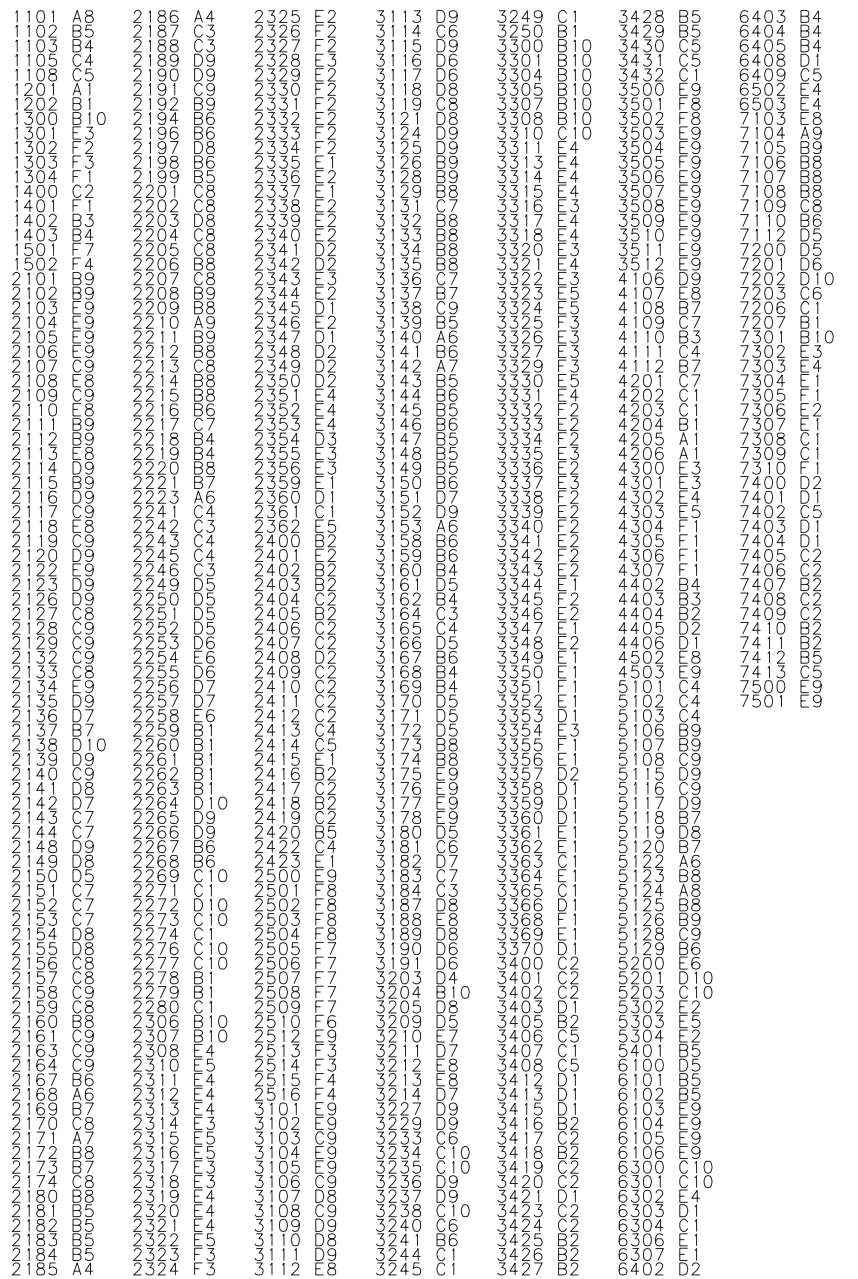 1101 A8
1102 B5
1103 B4
1105 C4
1108 C5
1201 A1
1202 B1
1300 B10
1301 E3
1302 F2
1303 F3
1304 F1
1400 C2
1401 F1
1402 B3
1403 B4
1501 F7
1502 F4
2101 B9
2102 B9
2103 E9
2104 E9
2105 E9
2106 E9
2107 C9
2108 E8
2109 C9
2110 E8
2111 B9
2112 B9
2113 E8
2114 D9
2115 B9
2116 D9
2117 C9
2118 E8
2119 C9
2120 D9
2122 E9
2123 D9
2126 D9
2127 C8
2128 C9
2129 C9
2132 C9
2133 C8
2134 E9
2135 D9
2136 D7
2137 B7
2138 D10
2139 D9
2140 C9
2141 D8
2142 D7
2143 C7
2144 C7
2148 D9
2149 D8
2150 D5
2151 C7
2152 C7
2153 C7
2154 D8
2155 D8
2156 C8
2157 C8
2158 C9
2159 C8
2160 B8
2161 C9
2163 C9
2164 C9
2167 B6
2168 A6
2169 B7
2170 C8
2171 A7
2172 B8
2173 B7
2174 C8
2180 B8
2181 B5
2182 B5
2183 B5
2184 B5
2185 A4
2186 A4
2187 C3
2188 C3
2189 D9
2190 D9
2191 C9
2192 B9
2194 B6
2196 B6
2197 D8
2198 B6
2199 B5
2201 C8
2202 C8
2203 D8
2204 C8
2205 C8
2206 B8
2207 C8
2208 B9
2209 B8
2210 A9
2211 B9
2212 B8
2213 C8
2214 B8
2215 B8
2216 B6
2217 C7
2218 B4
2219 B4
2220 B8
2221 B7
2223 A6
2241 C4
2242 C3
2243 C4
2245 C4
2246 C3
2249 D5
2250 D5
2251 D5
2252 D5
2253 D6
2254 E6
2255 D6
2256 D7
2257 D7
2258 E6
2259 B1
2260 B1
2261 B1
2262 B1
2263 B1
2264 D10
2265 D9
2266 D9
2267 B6
2268 B6
2269 C10
2271 C1
2272 D10
2273 C10
2274 C1
2276 C10
2277 C10
2278 B1
2279 B1
2280 C1
2306 B10
2307 B10
2308 E4
2310 E5
2311 E4
2312 E4
2313 E4
2314 E3
2315 E5
2316 E5
2317 E3
2318 E3
2319 E4
2320 E4
2321 E4
2322 F5
2323 F3
2324 F3
2325 E2
2326 F2
2327 F2
2328 E3
2329 E2
2330 F2
2331 F2
2332 E2
2333 F2
2334 F2
2335 E1
2336 E2
2337 E1
2338 E2
2339 E2
2340 E2
2341 D2
2342 D2
2343 E3
2344 E2
2345 D1
2346 E2
2347 D1
2348 D2
2349 D2
2350 D2
2351 E4
2352 E4
2353 E4
2354 D3
2355 E3
2356 E3
2359 E1
2360 D1
2361 C1
2362 E5
2400 B2
2401 E2
2402 B2
2403 B2
2404 C2
2405 B2
2406 C2
2407 C2
2408 D2
2409 C2
2410 C2
2411 C2
2412 C2
2413 C4
2414 C5
2415 E1
2416 B2
2417 C2
2418 B2
2419 C2
2420 B5
2422 C4
2423 E1
2500 E9
2501 F8
2502 F8
2503 F8
2504 F8
2505 F7
2506 F7
2507 F7
2508 F7
2509 F7
2510 F6
2512 E9
2513 F3
2514 F3
2515 F4
2516 F4
3101 E9
3102 E9
3103 C9
3104 E9
3105 E9
3106 C9
3107 D8
3108 C9
3109 D9
3110 D8
3111 D9
3112 E8
3113 D9
3114 C6
3115 D9
3116 D6
3117 D6
3118 D8
3119 C8
3121 D8
3124 D9
3125 D9
3126 B9
3128 B9
3129 B8
3131 C7
3132 B8
3133 B8
3134 B8
3135 B8
3136 C7
3137 B7
3138 C9
3139 B5
3140 A6
3141 B6
3142 A7
3143 B5
3144 B6
3145 B5
3146 B6
3147 B5
3148 B5
3149 B5
3150 B6
3151 D7
3152 D9
3153 A6
3158 B6
3159 B6
3160 B4
3161 D5
3162 B4
3164 C3
3165 C4
3166 D5
3167 B6
3168 B4
3169 B4
3170 D5
3171 D5
3172 D5
3173 B8
3174 B8
3175 E9
3176 E9
3177 E9
3178 E9
3180 D5
3181 C6
3182 D7
3183 C7
3184 C3
3187 D8
3188 E8
3189 D8
3190 D6
3191 D6
3203 D4
3204 B10
3205 D8
3209 D5
3210 E7
3211 D7
3212 E8
3213 E8
3214 D7
3227 D9
3229 D9
3233 C6
3234 C10
3235 C10
3236 D9
3237 D9
3238 C10
3240 C6
3241 B6
3244 C1
3245 C1
3249 C1
3250 B1
3300 B10
3301 B10
3304 B10
3305 B10
3307 B10
3308 B10
3310 C10
3311 E4
3313 E4
3314 E4
3315 E4
3316 E3
3317 E4
3318 E4
3320 E3
3321 E4
3322 E3
3323 E5
3324 E5
3325 F3
3326 E3
3327 E3
3329 F3
3330 E5
3331 E4
3332 F2
3333 E2
3334 F2
3335 E3
3336 E2
3337 E3
3338 F2
3339 E2
3340 F2
3341 E2
3342 F2
3343 E2
3344 E1
3345 F2
3346 E2
3347 E1
3348 E2
3349 E1
3350 E1
3351 F1
3352 E1
3353 D1
3354 E3
3355 F1
3356 E1
3357 D2
3358 D1
3359 D1
3360 D1
3361 E1
3362 E1
3363 C1
3364 E1
3365 C1
3366 D1
3368 F1
3369 E1
3370 D1
3400 C2
3401 C2
3402 C2
3403 D1
3405 B2
3406 C5
3407 C1
3408 C5
3412 D1
3413 D1
3415 D1
3416 B2
3417 C2
3418 B2
3419 C2
3420 C2
3421 D1
3423 C2
3424 C2
3425 B2
3426 B2
3427 B2
3428 B5
3429 B5
3430 C5
3431 C5
3432 C1
3500 E9
3501 F8
3502 F8
3503 E9
3504 E9
3505 F9
3506 E9
3507 E9
3508 E9
3509 E9
3510 F9
3511 E9
3512 E9
4106 D9
4107 E8
4108 B7
4109 C7
4110 B3
4111 C4
4112 B7
4201 C7
4202 C1
4203 C1
4204 B1
4205 A1
4206 A1
4300 E3
4301 E3
4302 E4
4303 E5
4304 F1
4305 F1
4306 F1
4307 F1
4402 B4
4403 B3
4404 B2
4405 D2
4406 D1
4502 E8
4503 E9
5101 C4
5102 C4
5103 C4
5106 B9
5107 B9
5109 C9
5115 D9
5116 C9
5117 D9
5118 B7
5119 D8
5120 B7
5122 A6
5123 B8
5124 A8
5125 B8
5126 B9
5128 C9
5129 B6
5200 E6
5201 D10
5203 C10
5302 E2
5303 E5
5304 E2
5401 B5
6100 D5
6101 B5
6102 B5
6103 E9
6104 E9
6105 E9
6106 E9
6300 C10
6301 C10
6302 E4
6303 D1
6304 C1
6306 E1
6307 E1
6402 D2
6403 B4
6404 B4
6405 B4
6408 D1
6409 C5
6502 E4
6503 E4
7103 E8
7104 A9
7105 B9
7106 B8
7107 B8
7108 B8
7109 C8
7110 B6
7112 D5
7200 D5
7201 D6
7202 D10
7203 C6
7206 C1
7207 B1
7301 B10
7302 E3
7303 E4
7304 E1
7305 F1
7306 E2
7307 E1
7308 C1
7309 C1
7310 F1
7400 D2
7401 D1
7402 C5
7403 D1
7404 D1
7405 C2
7406 C2
7407 B2
7408 C2
7409 C2
7410 B2
7411 B2
7412 B5
7413 C5
7500 E9
7501 E9